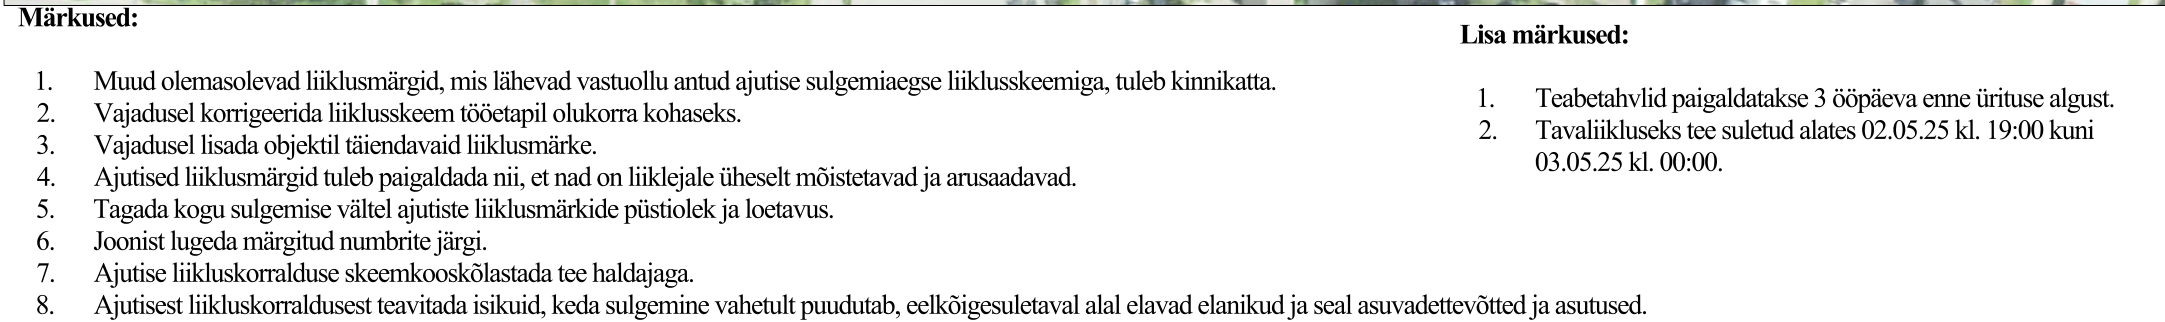 Märkused:
1. Muud olemasolevad liiklusmärgid, mis lähevad vastuollu antud ajutise sulgemiaegse liiklusskeemiga, tuleb kinnikatta.
2. Vajadusel korrigeerida liiklusskeem tööetapil olukorra kohaseks.
3. Vajadusel lisada objektil täiendavaid liiklusmärke.
4. Ajutised liiklusmärgid tuleb paigaldada nii, et nad on liiklejale üheselt mõistetavad ja arusaadavad.
5. Tagada kogu sulgemise vältel ajutiste liiklusmärkide püstiolek ja loetavus.
6. Joonist lugeda märgitud numbrite järgi.
7. Ajutise liikluskorralduse skeemkooskõlastada tee haldajaga.
8. Ajutisest liikluskorraldusest teavitada isikuid, keda sulgemine vahetult puudutab, eelkõigesuletaval alal elavad elanikud ja seal asuvadettevõtted ja asutused.
Lisa märkused:
1. Teabetahvlid paigaldatakse 3 ööpäeva enne ürituse algust.
2. Tavaliikluseks tee suletud alates 02.05.25 kl. 19:00 kuni
03.05.25 kl. 00:00.